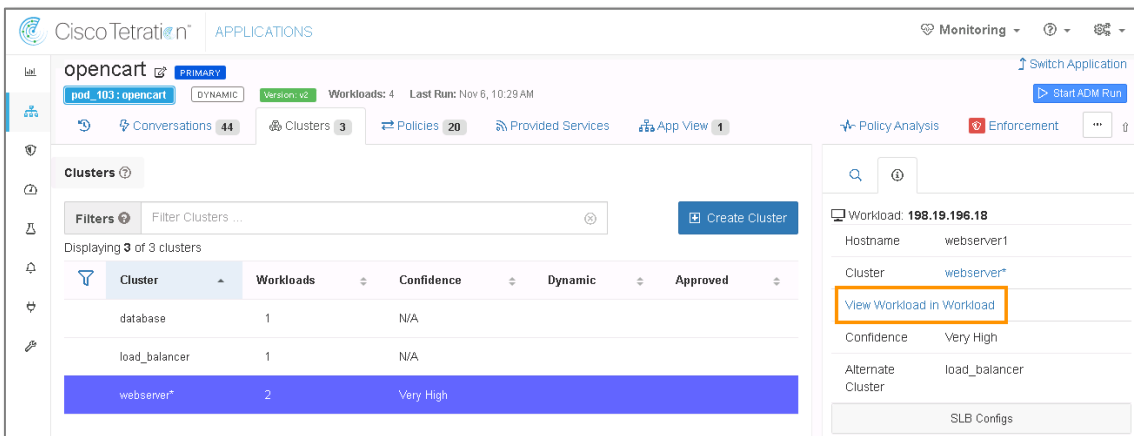 Cisco Tetration™ APPLICATIONS Monitoring
opencart PRIMARY Switch Application
pod_103 : opencart DYNAMIC Version: v2 Workloads: 4 Last Run: Nov 6, 10:29 AM Start ADM Run
Conversations 44 Clusters 3 Policies 20 Provided Services App View 1 Policy Analysis Enforcement ...
Clusters
Filters Filter Clusters ... Create Cluster
Displaying 3 of 3 clusters
Cluster Workloads Confidence Dynamic Approved
database 1 N/A
load_balancer 1 N/A
webserver* 2 Very High
Workload: 198.19.196.18
Hostname webserver1
Cluster webserver*
View Workload in Workload
Confidence Very High
Alternate load_balancer
Cluster
SLB Configs